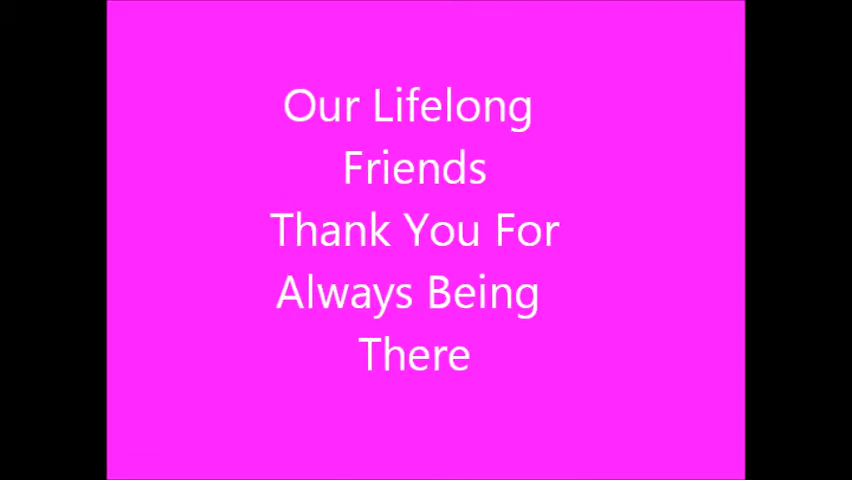 Our Lifelong
Friends
Thank You For
Always Being
There